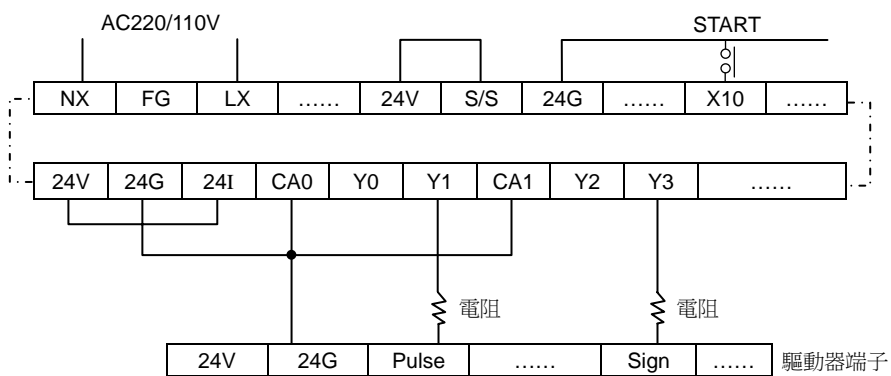 AC220/110V START
NX FG LX …… 24V S/S 24G …… X10 ……
24V 24G 24I CA0 Y0 Y1 CA1 Y2 Y3 ……
電阻 電阻
24V 24G Pulse …… Sign …… 驅動器端子